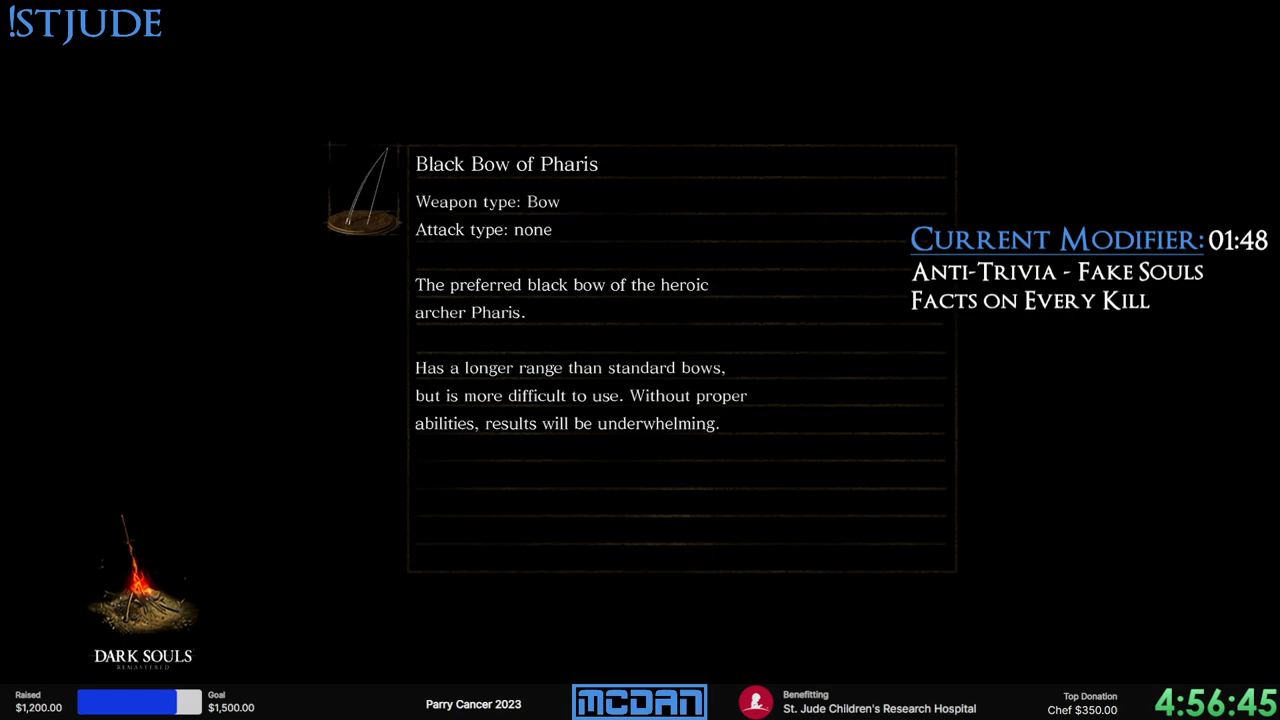 !STJUDE
Black Bow of Pharis
Weapon type: Bow
Attack type: none
The preferred black bow of the heroic
archer Pharis.
Has a longer range than standard bows,
but is more difficult to use. Without proper
abilities, results will be underwhelming.
CURRENT MODIFIER: 01:48
ANTI-TRIVIA - FAKE SOULS
FACTS ON EVERY KILL
DARK SOULS
REMASTERED
Raised
$1,200.00
Goal
$1,500.00
Parry Cancer 2023
MCDAN
Benefitting
St. Jude Children's Research Hospital
Top Donation
Chef $350.00
4:56:45